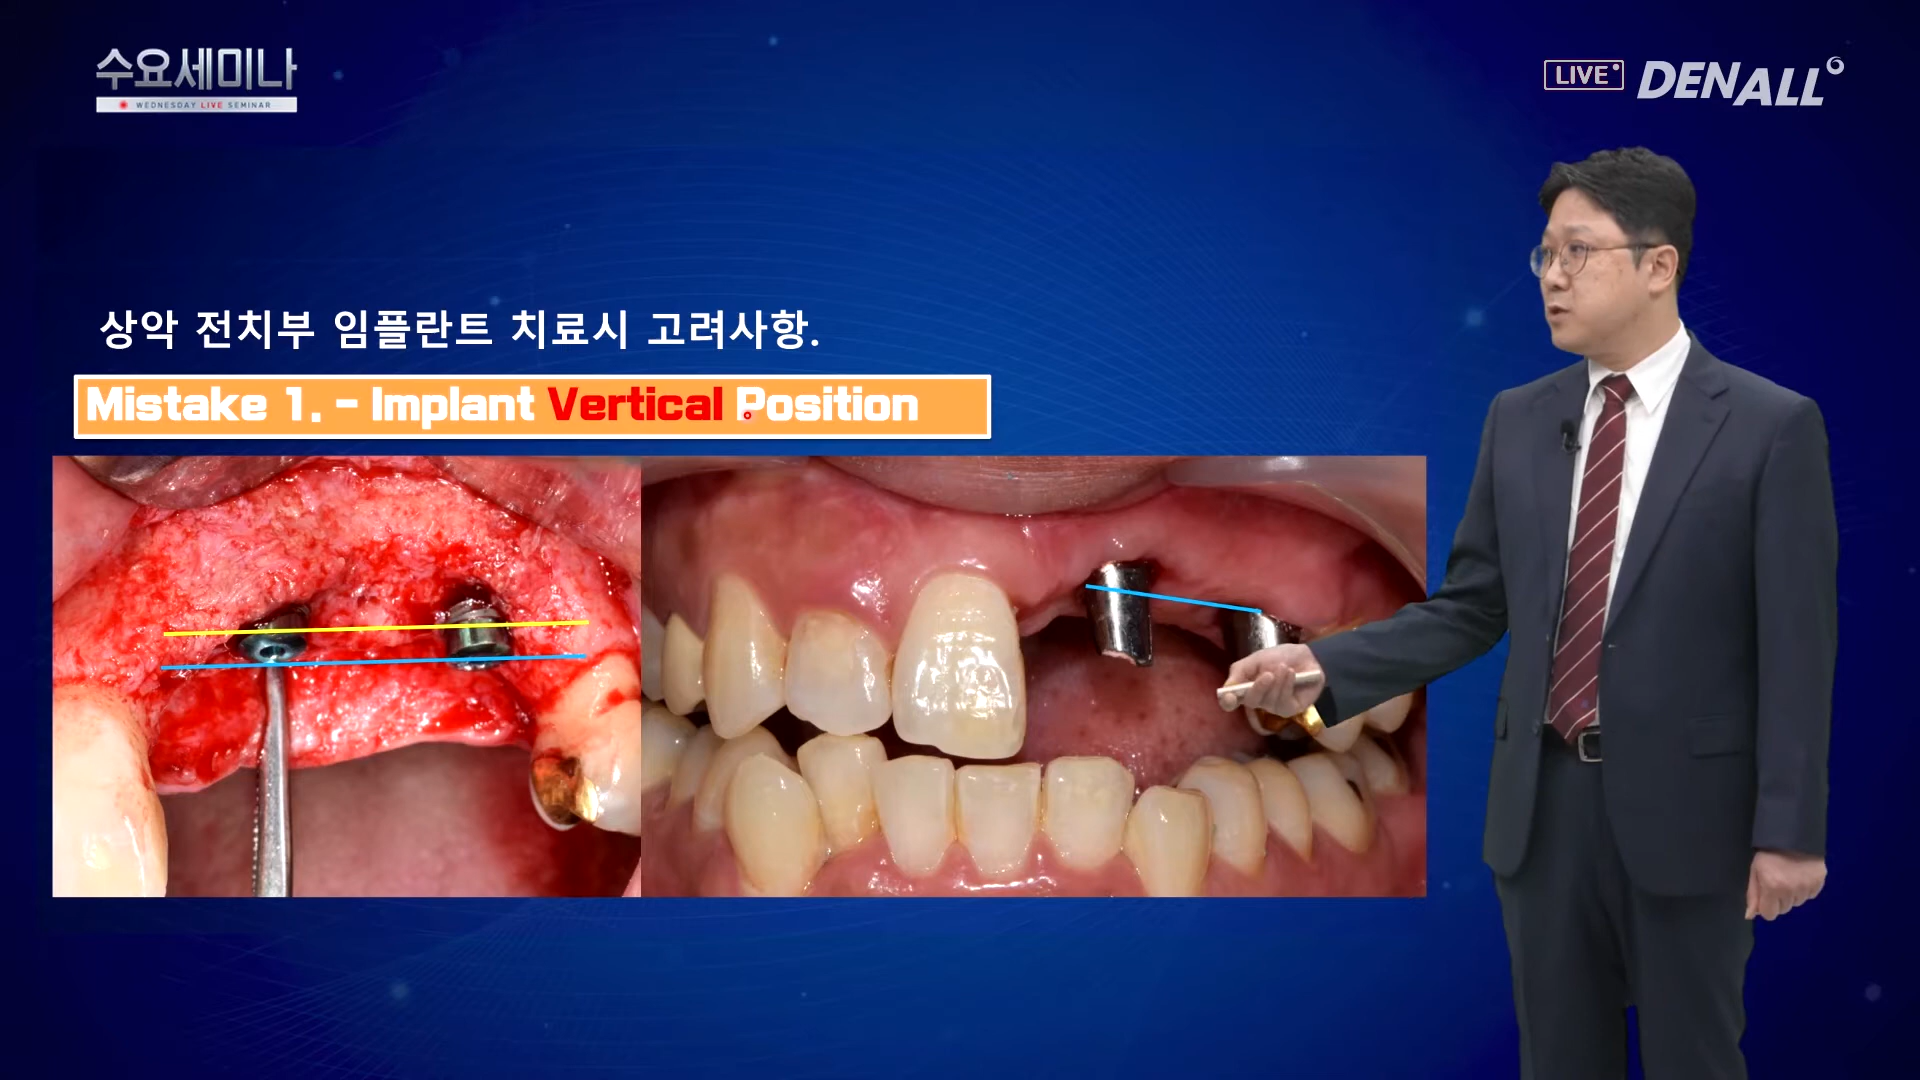 수요세미나
WEDNESDAY LIVE SEMINAR
LIVE
DENALL
상악 전치부 임플란트 치료시 고려사항.
Mistake 1. - Implant Vertical Position